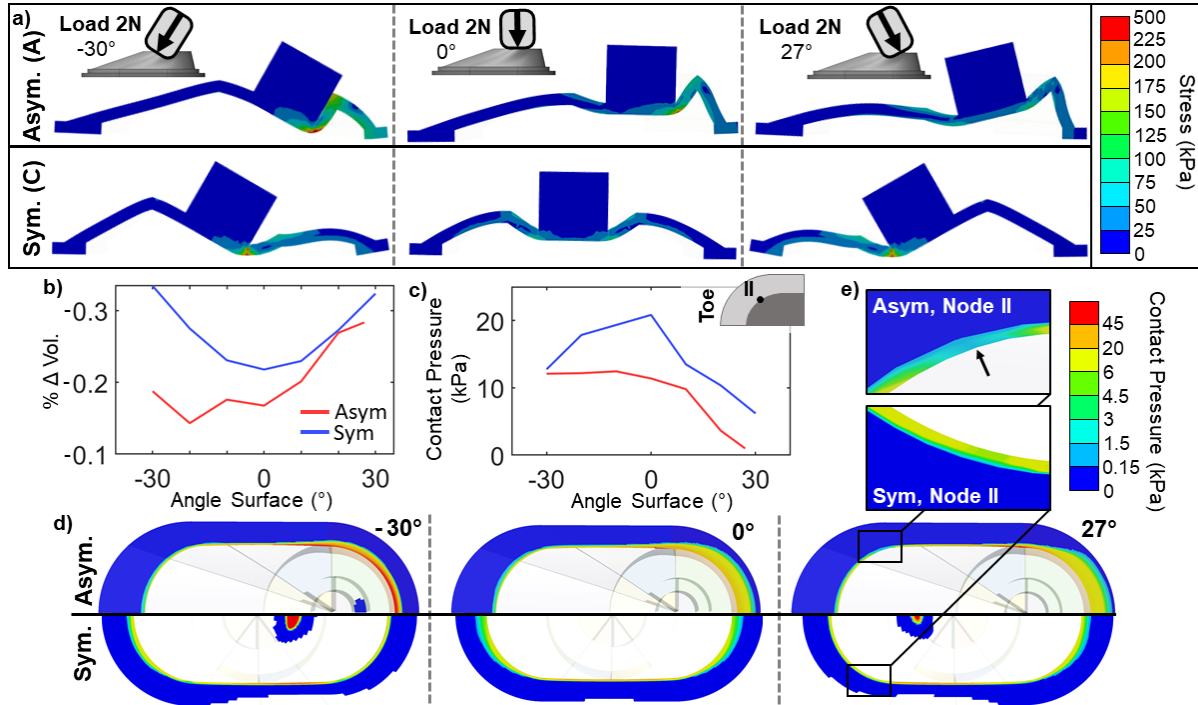 a)
Asym. (A)
Load 2N
-30°
Load 2N
0°
Load 2N
27°
Sym. (C)
500
225
200
175
150
125
100
75
50
25
0
Stress (kPa)
b)
% Δ Vol.
-0.3
-0.2
-0.1
Asym
Sym
-30
0
30
Angle Surface (°)
c)
Contact Pressure
(kPa)
20
10
0
-30
0
30
Angle Surface (°)
Toe
II
e)
Asym, Node II
Sym, Node II
45
20
6
4.5
3
1.5
0.15
0
Contact Pressure (kPa)
d)
Asym.
Sym.
-30°
0°
27°